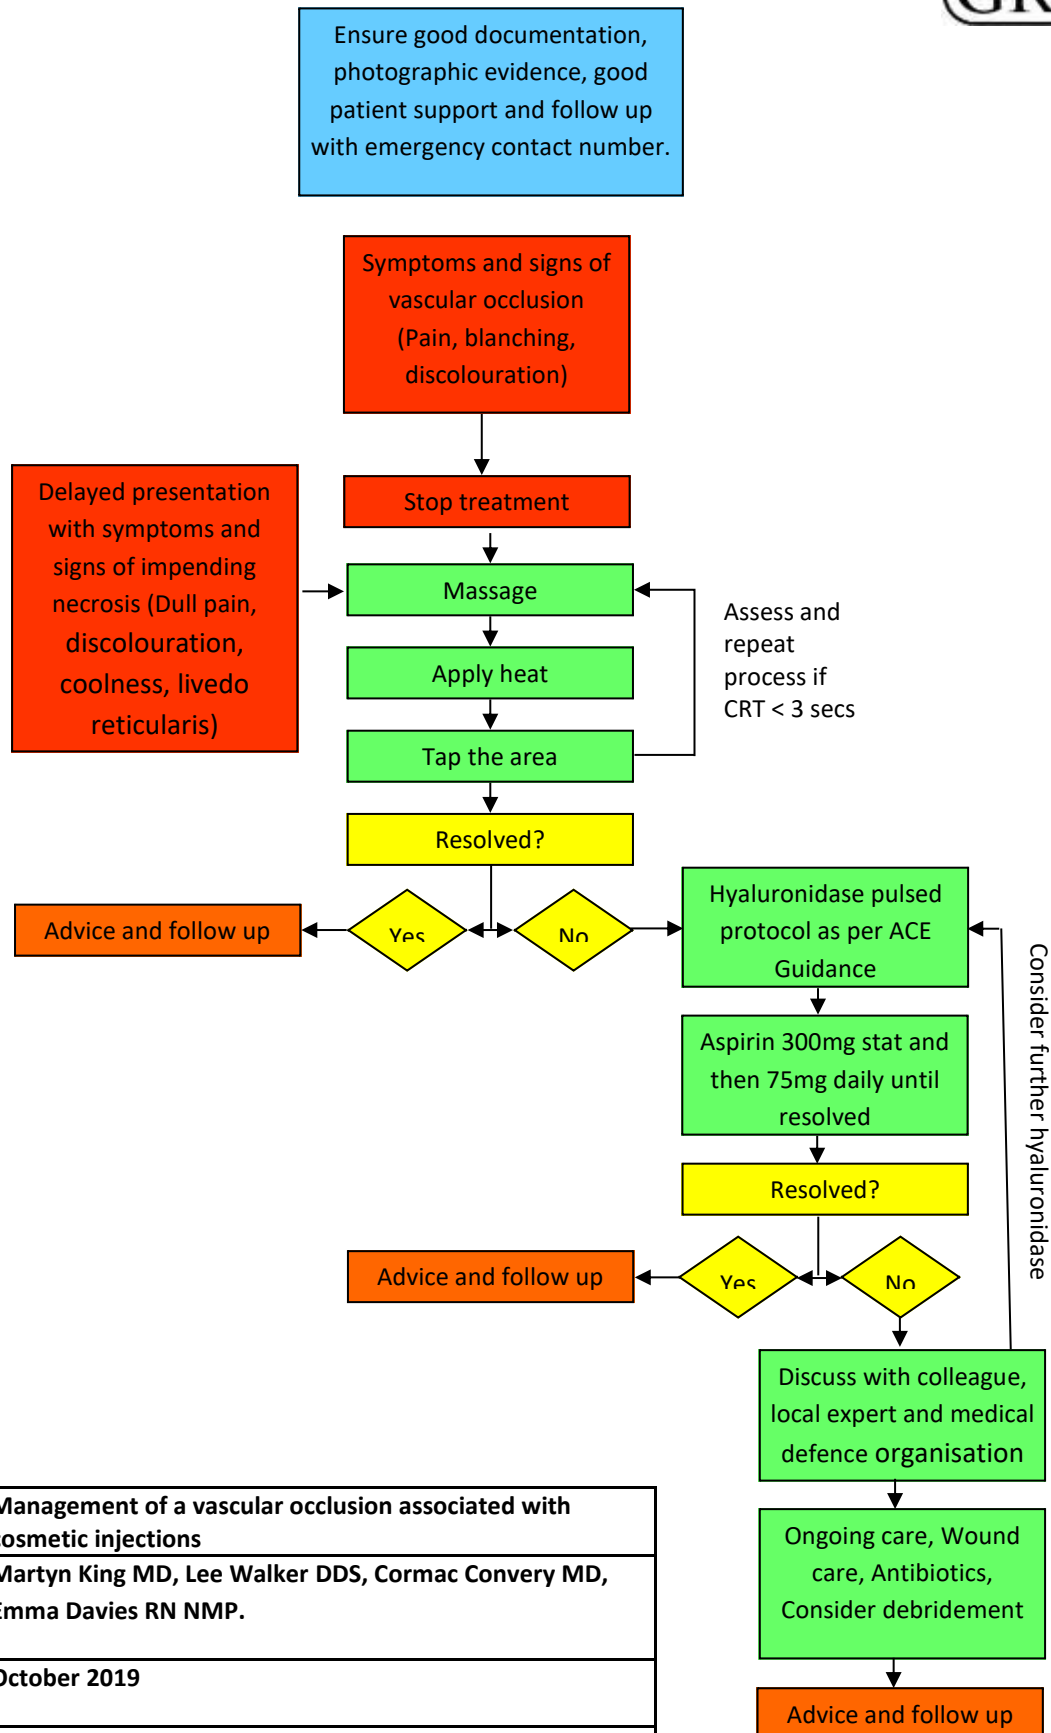 Ensure good documentation,
photographic evidence, good
patient support and follow up
with emergency contact number.
Symptoms and signs of
vascular occlusion
(Pain, blanching,
discolouration)
Delayed presentation
with symptoms and
signs of impending
necrosis (Dull pain,
discolouration,
coolness, livedo
reticularis)
Stop treatment
Massage
Apply heat
Tap the area
Assess and
repeat
process if
CRT < 3 secs
Resolved?
Advice and follow up
Yes
No
Hyaluronidase pulsed
protocol as per ACE
Guidance
Aspirin 300mg stat and
then 75mg daily until
resolved
Consider further hyaluronidase
Resolved?
Advice and follow up
Yes
No
Discuss with colleague,
local expert and medical
defence organisation
Ongoing care, Wound
care, Antibiotics,
Consider debridement
Advice and follow up
Management of a vascular occlusion associated with
cosmetic injections
Martyn King MD, Lee Walker DDS, Cormac Convery MD,
Emma Davies RN NMP.
October 2019